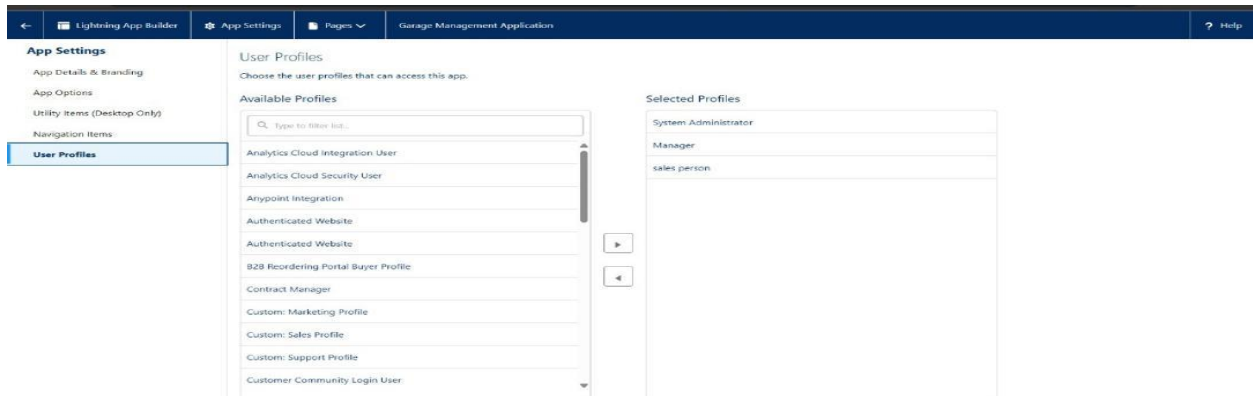 Lightning App Builder App Settings Pages Garage Management Application ? Help
App Settings
App Details & Branding
App Options
Utility Items (Desktop Only)
Navigation Items
User Profiles
User Profiles
Choose the user profiles that can access this app.
Available Profiles
Type to filter list...
Analytics Cloud Integration User
Analytics Cloud Security User
Anypoint Integration
Authenticated Website
Authenticated Website
B2B Reordering Portal Buyer Profile
Contract Manager
Custom: Marketing Profile
Custom: Sales Profile
Custom: Support Profile
Customer Community Login User
Selected Profiles
System Administrator
Manager
sales person